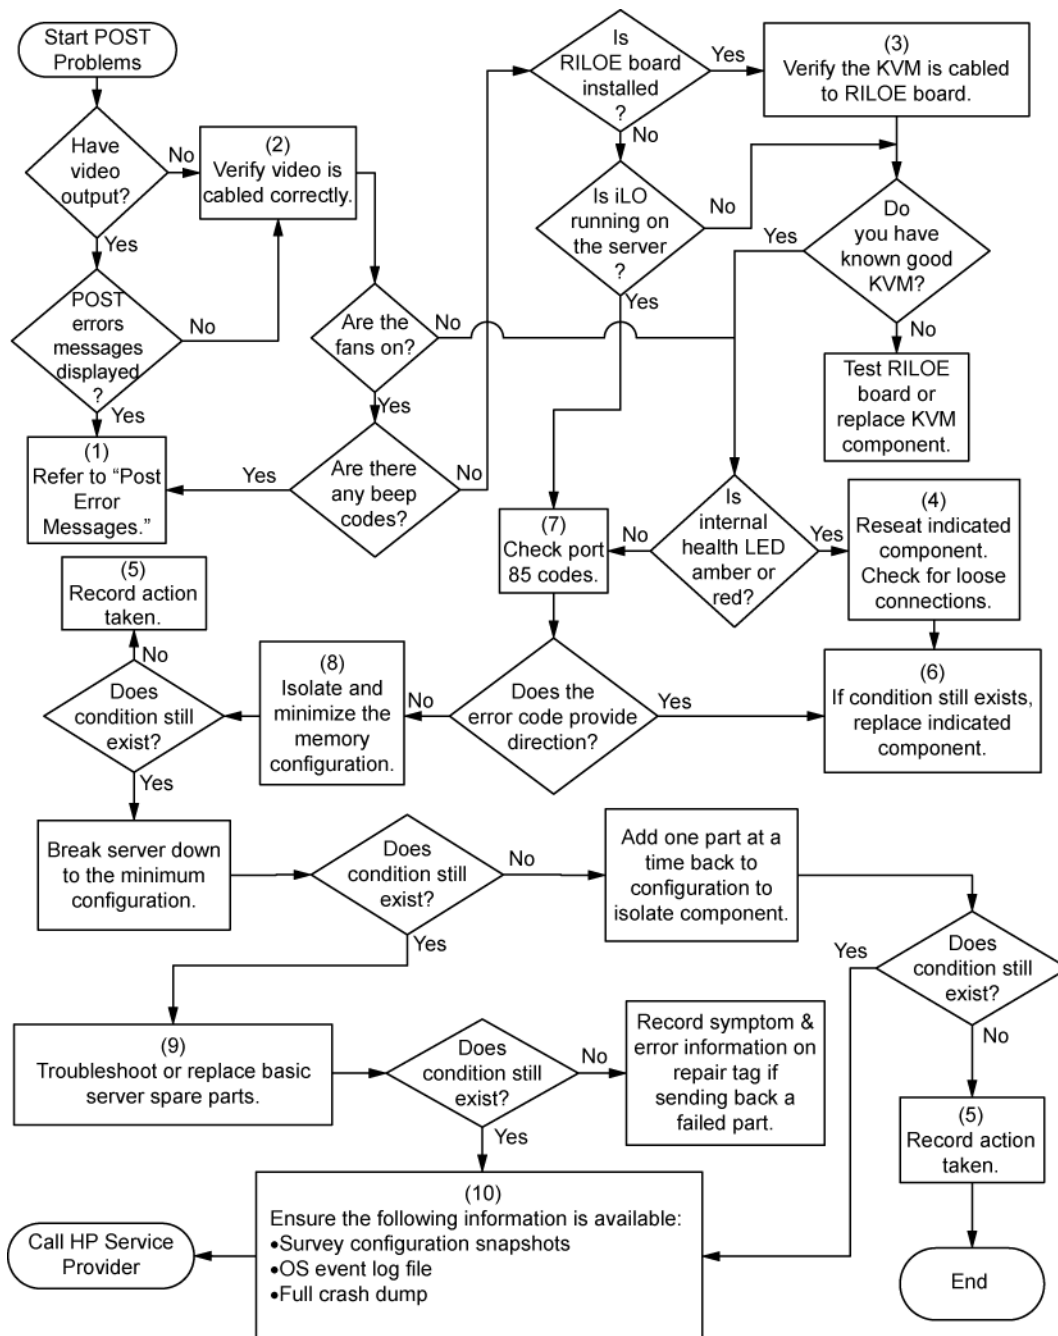 Start POST
Problems
Have
video
output?
No
Yes
(2)
Verify video is
cabled correctly.
POST
errors
messages
displayed
?
No
Yes
(1)
Refer to “Post
Error
Messages.”
Are the
fans on?
No
Yes
Are there
any beep
codes?
Yes
No
Is
RILOE board
installed
?
Yes
No
(3)
Verify the KVM is cabled
to RILOE board.
Is iLO
running on
the server
?
No
Yes
Do
you have
known good
KVM?
Yes
No
Test RILOE
board or
replace KVM
component.
Is
internal
health LED
amber or
red?
No
Yes
(4)
Reseat indicated
component.
Check for loose
connections.
(7)
Check port
85 codes.
(6)
If condition still exists,
replace indicated
component.
Does the
error code provide
direction?
No
Yes
(8)
Isolate and
minimize the
memory
configuration.
(5)
Record action
taken.
No
Does
condition still
exist?
Yes
Break server down
to the minimum
configuration.
Does
condition still
exist?
No
Yes
Add one part at a
time back to
configuration to
isolate component.
Does
condition still
exist?
Yes
No
(9)
Troubleshoot or replace basic
server spare parts.
Does
condition still
exist?
No
Yes
Record symptom &
error information on
repair tag if
sending back a
failed part.
(5)
Record action
taken.
(10)
Ensure the following information is available:
•Survey configuration snapshots
•OS event log file
•Full crash dump
Call HP Service
Provider
End